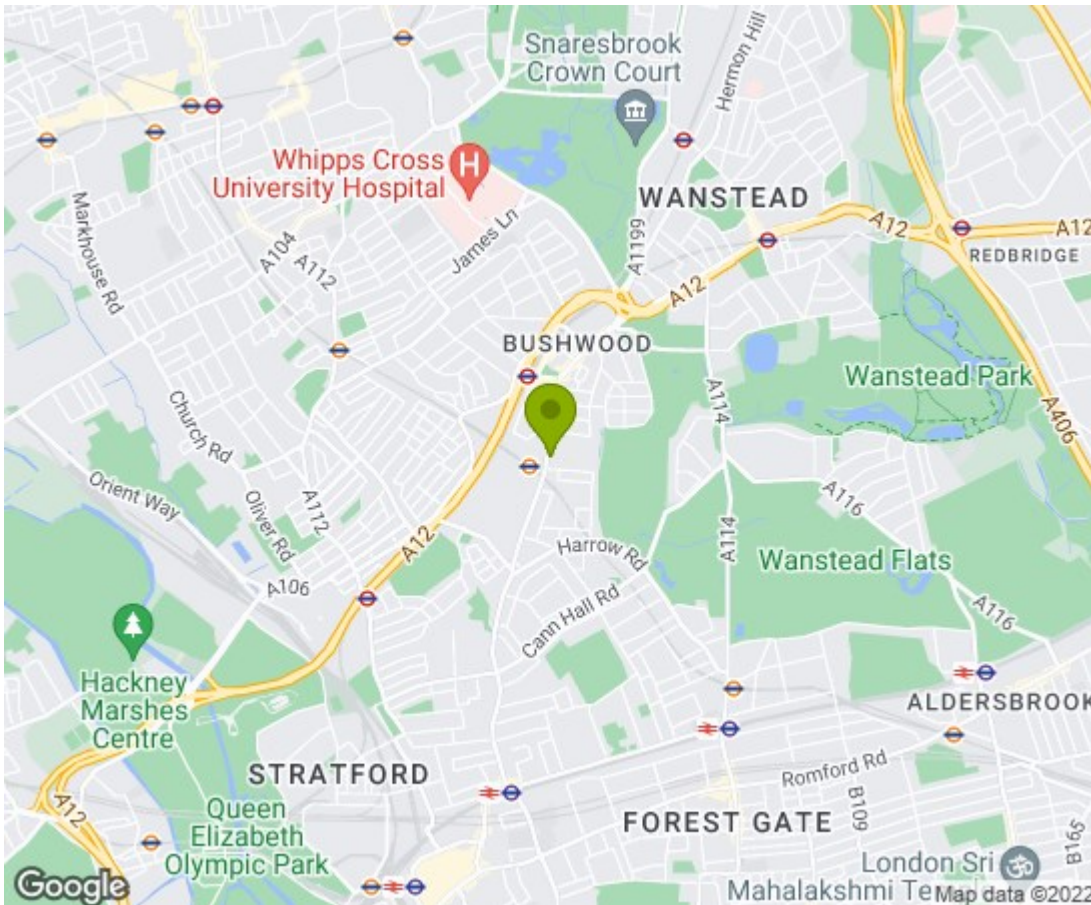 Snaresbrook
Crown Court
Hermon Hill
Whipps Cross
University Hospital
H
WANSTEAD
Markhouse Rd
A104
A112
James Ln
A1199
A12
A12
A12
REDBRIDGE
BUSHWOOD
Wanstead Park
A114
A406
Church Rd
Orient Way
Oliver Rd
A112
A12
A116
A106
Harrow Rd
A114
Wanstead Flats
Cann Hall Rd
A116
Hackney
Marshes
Centre
ALDERSBROOK
STRATFORD
Romford Rd
A12
Queen
Elizabeth
Olympic Park
FOREST GATE
B109
B165
London Sri
Mahalakshmi Te
Google
Map data ©2022